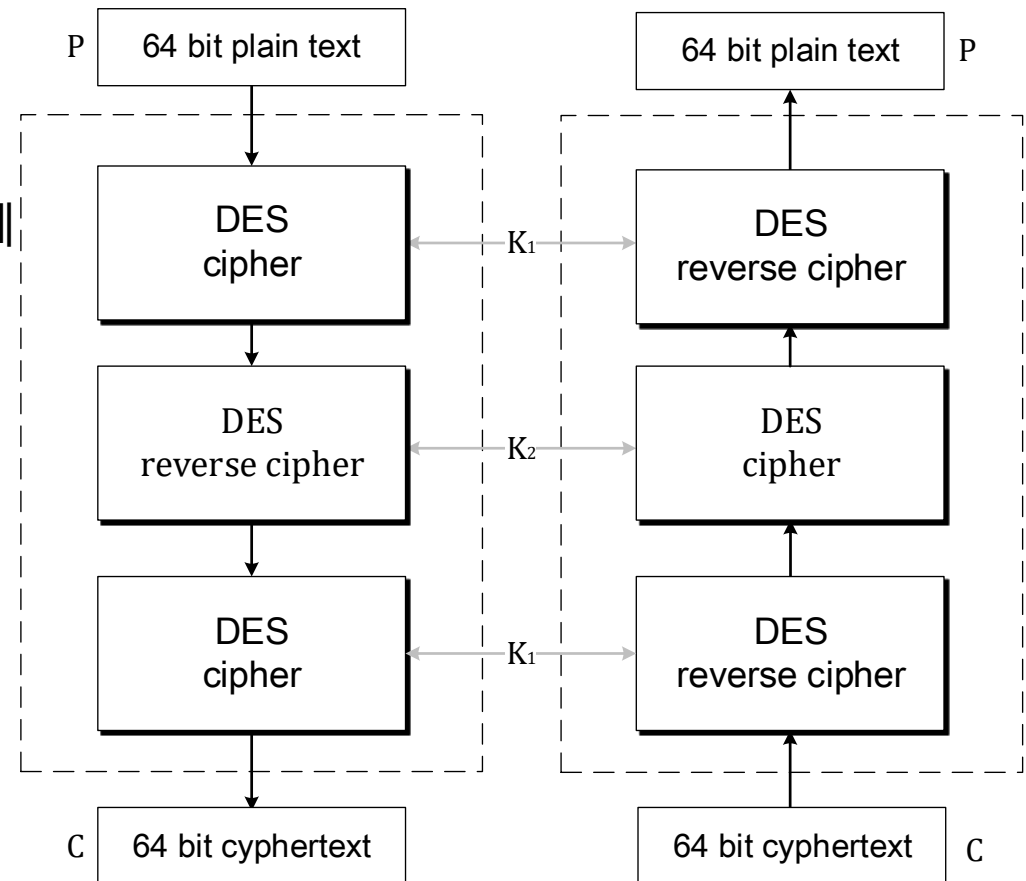 P 64 bit plain text
64 bit plain text P
DES
cipher
K1
DES
reverse cipher
DES
reverse cipher
K2
DES
cipher
DES
cipher
K1
DES
reverse cipher
C 64 bit cyphertext
64 bit cyphertext C